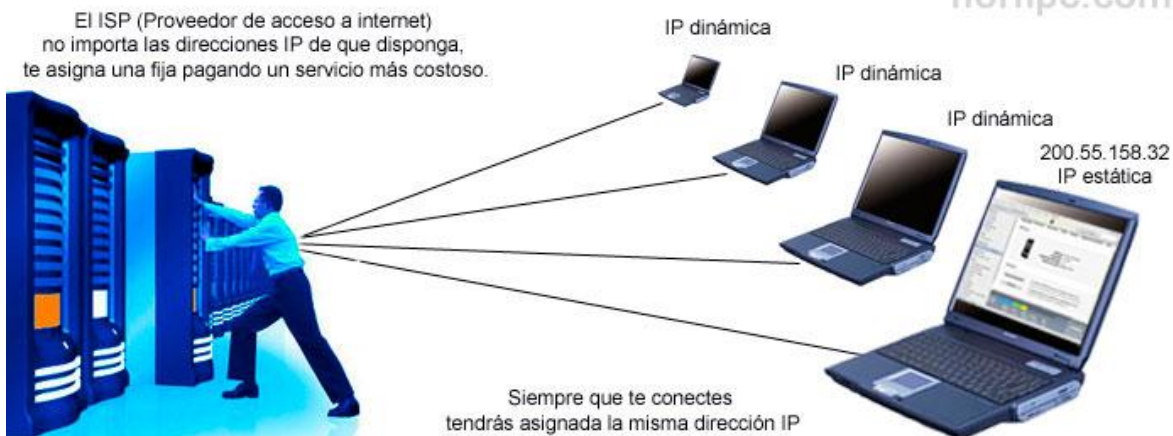 El ISP (Proveedor de acceso a internet)
no importa las direcciones IP de que disponga,
te asigna una fija pagando un servicio más costoso.
IP dinámica
IP dinámica
IP dinámica
200.55.158.32
IP estática
Siempre que te conectes
tendrás asignada la misma dirección IP